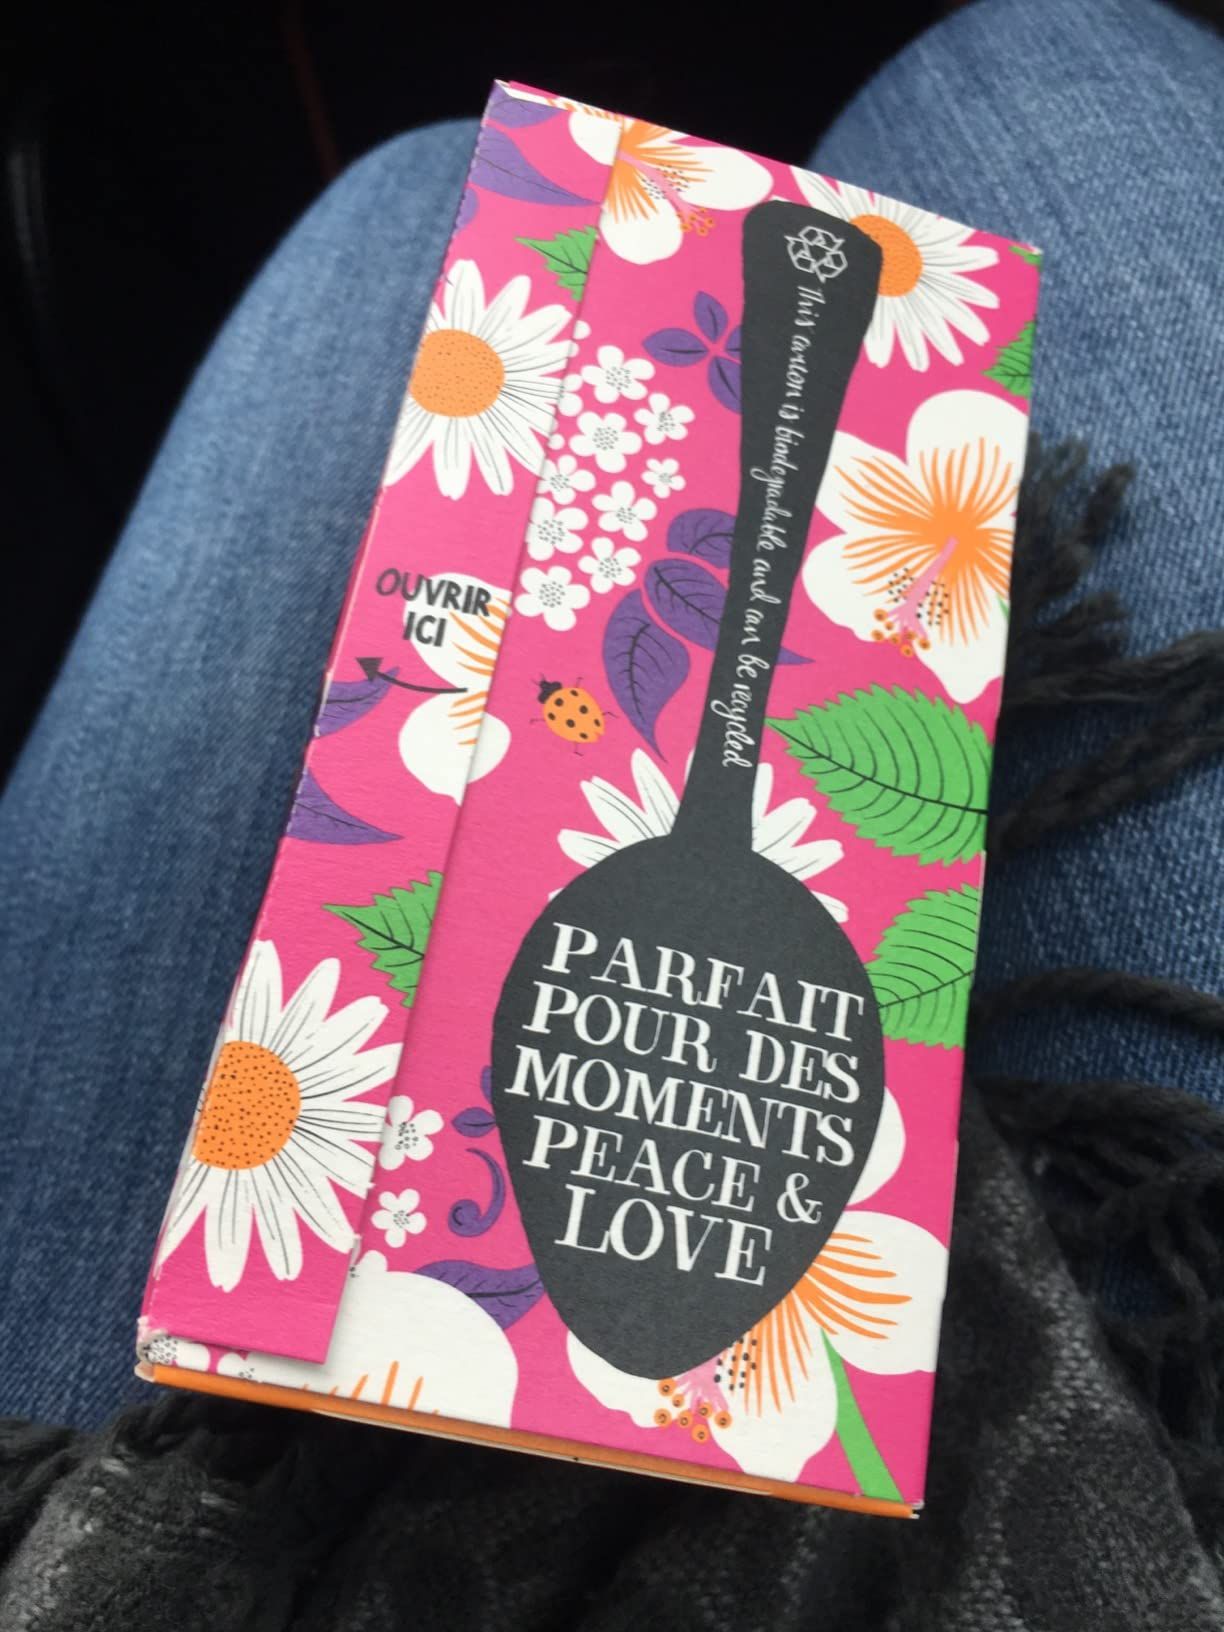 This carton is biodegradable and can be recycled
OUVRIR
ICI
PARFAIT
POUR DES
MOMENTS
PEACE &
LOVE